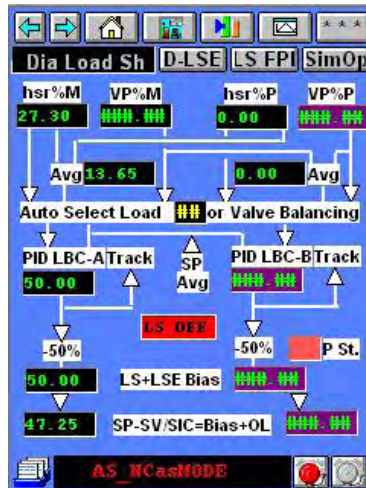 * * *
Dia Load Sh D-LSE LS FPI SimOp
hsr%M VP%M hsr%P VP%P
27.30 ###.## 0.00 ###.##
Avg 13.65 0.00 Avg
Auto Select Load ## or Valve Balancing
PID LBC-A Track SP Avg PID LBC-B Track
50.00 ###.##
LS OFF
-50% -50% P St.
50.00 LS+LSE Bias ###.##
47.25 SP-SV/SIC=Bias+OL ###.##
AS_NCasMODE